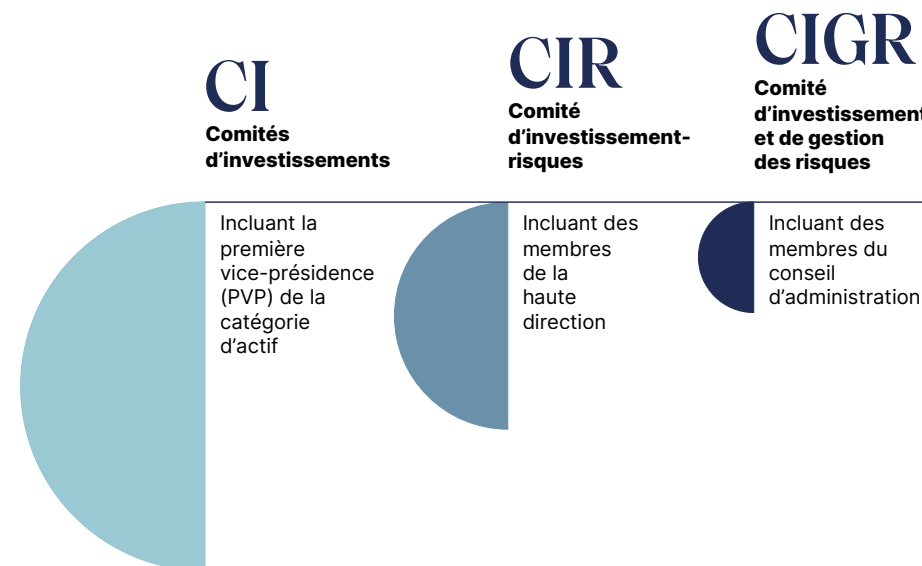 CI
Comités
d’investissements
Incluant la
première
vice-présidence
(PVP) de la
catégorie
d’actif
CIR
Comité
d’investissement-
risques
Incluant des
membres
de la
haute
direction
CIGR
Comité
d’investissement
et de gestion
des risques
Incluant des
membres du
conseil
d’administration